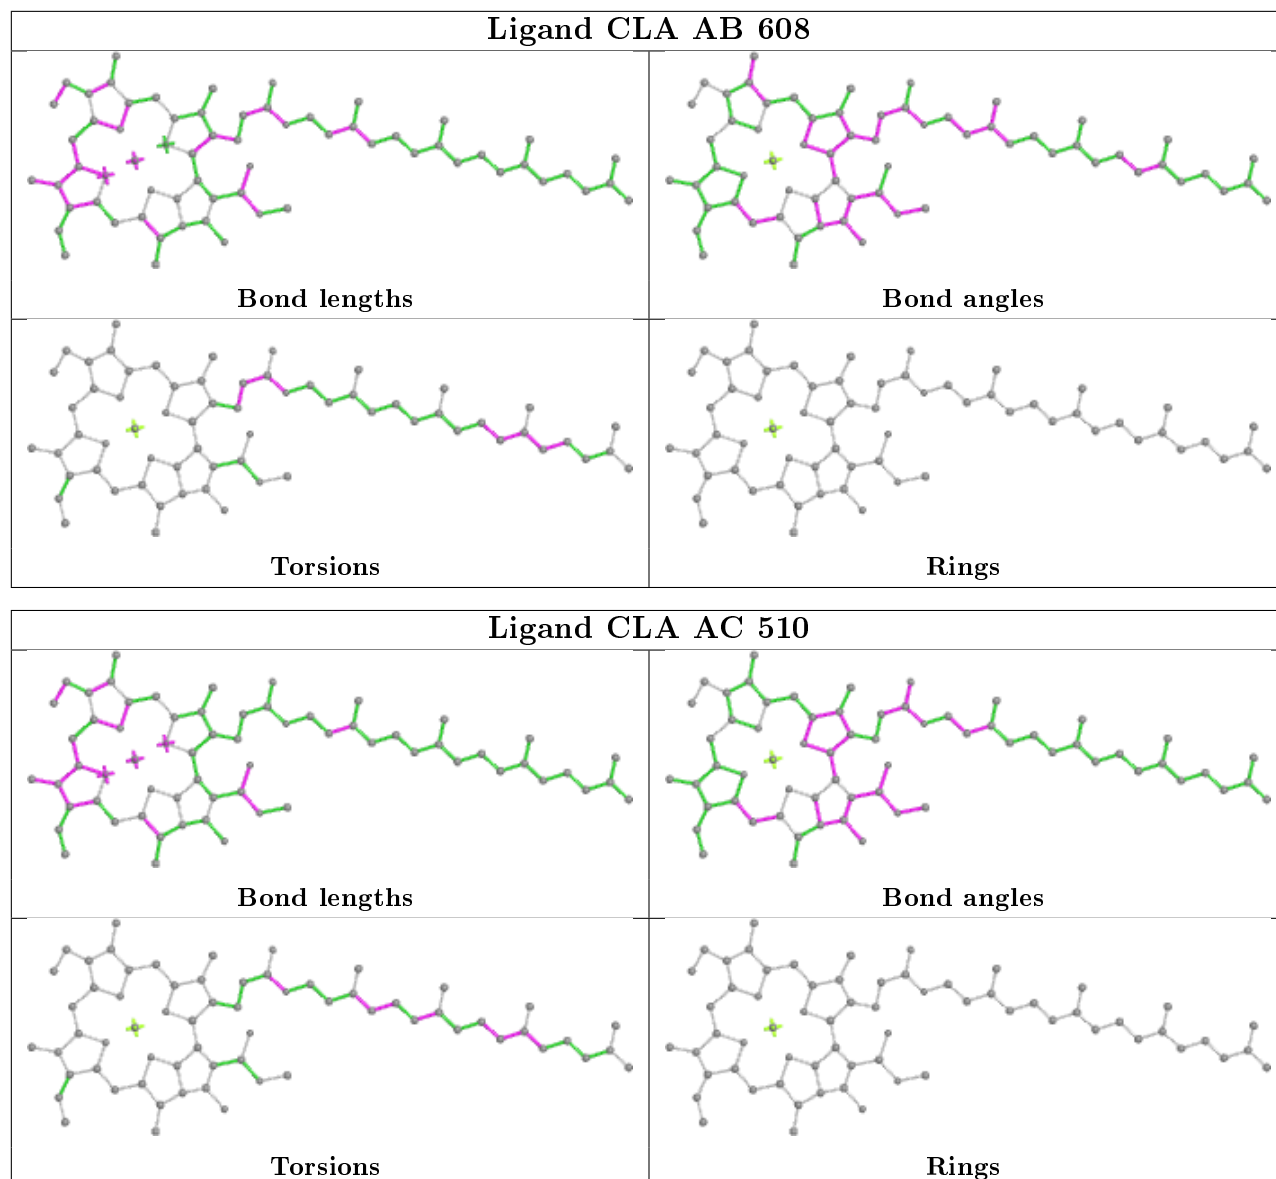 Ligand CLA AB 608
Bond lengths
Bond angles
Torsions
Rings
Ligand CLA AC 510
Bond lengths
Bond angles
Torsions
Rings